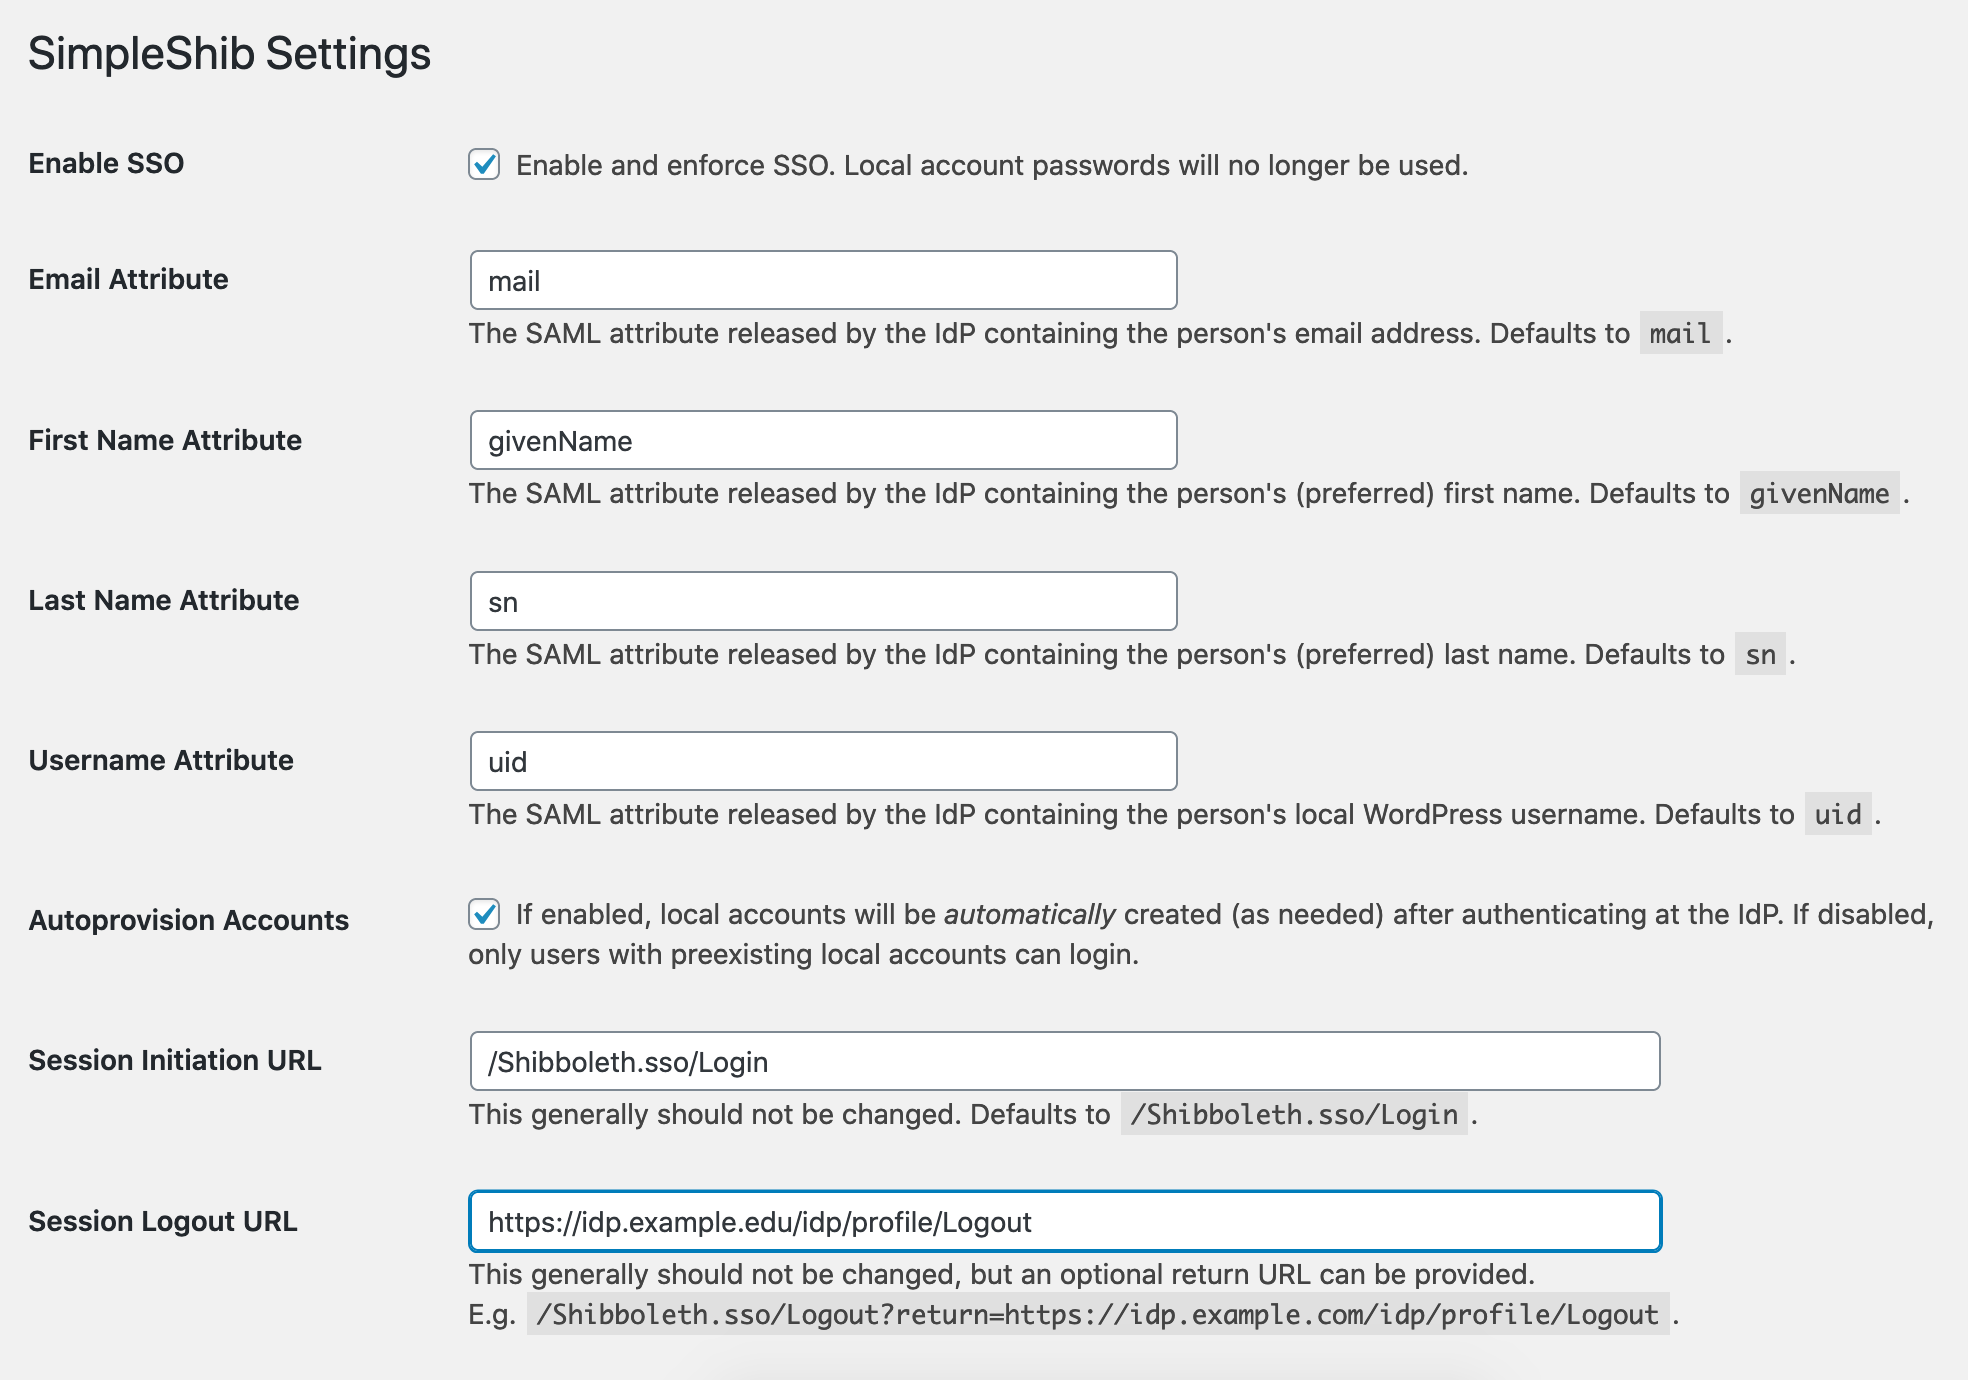 SimpleShib Settings
Enable SSO
Enable and enforce SSO. Local account passwords will no longer be used.
Email Attribute
mail
The SAML attribute released by the IdP containing the person's email address. Defaults to mail .
First Name Attribute
givenName
The SAML attribute released by the IdP containing the person's (preferred) first name. Defaults to givenName .
Last Name Attribute
sn
The SAML attribute released by the IdP containing the person's (preferred) last name. Defaults to sn .
Username Attribute
uid
The SAML attribute released by the IdP containing the person's local WordPress username. Defaults to uid .
Autoprovision Accounts
If enabled, local accounts will be automatically created (as needed) after authenticating at the IdP. If disabled,
only users with preexisting local accounts can login.
Session Initiation URL
/Shibboleth.sso/Login
This generally should not be changed. Defaults to /Shibboleth.sso/Login .
Session Logout URL
https://idp.example.edu/idp/profile/Logout
This generally should not be changed, but an optional return URL can be provided.
E.g. /Shibboleth.sso/Logout?return=https://idp.example.com/idp/profile/Logout .